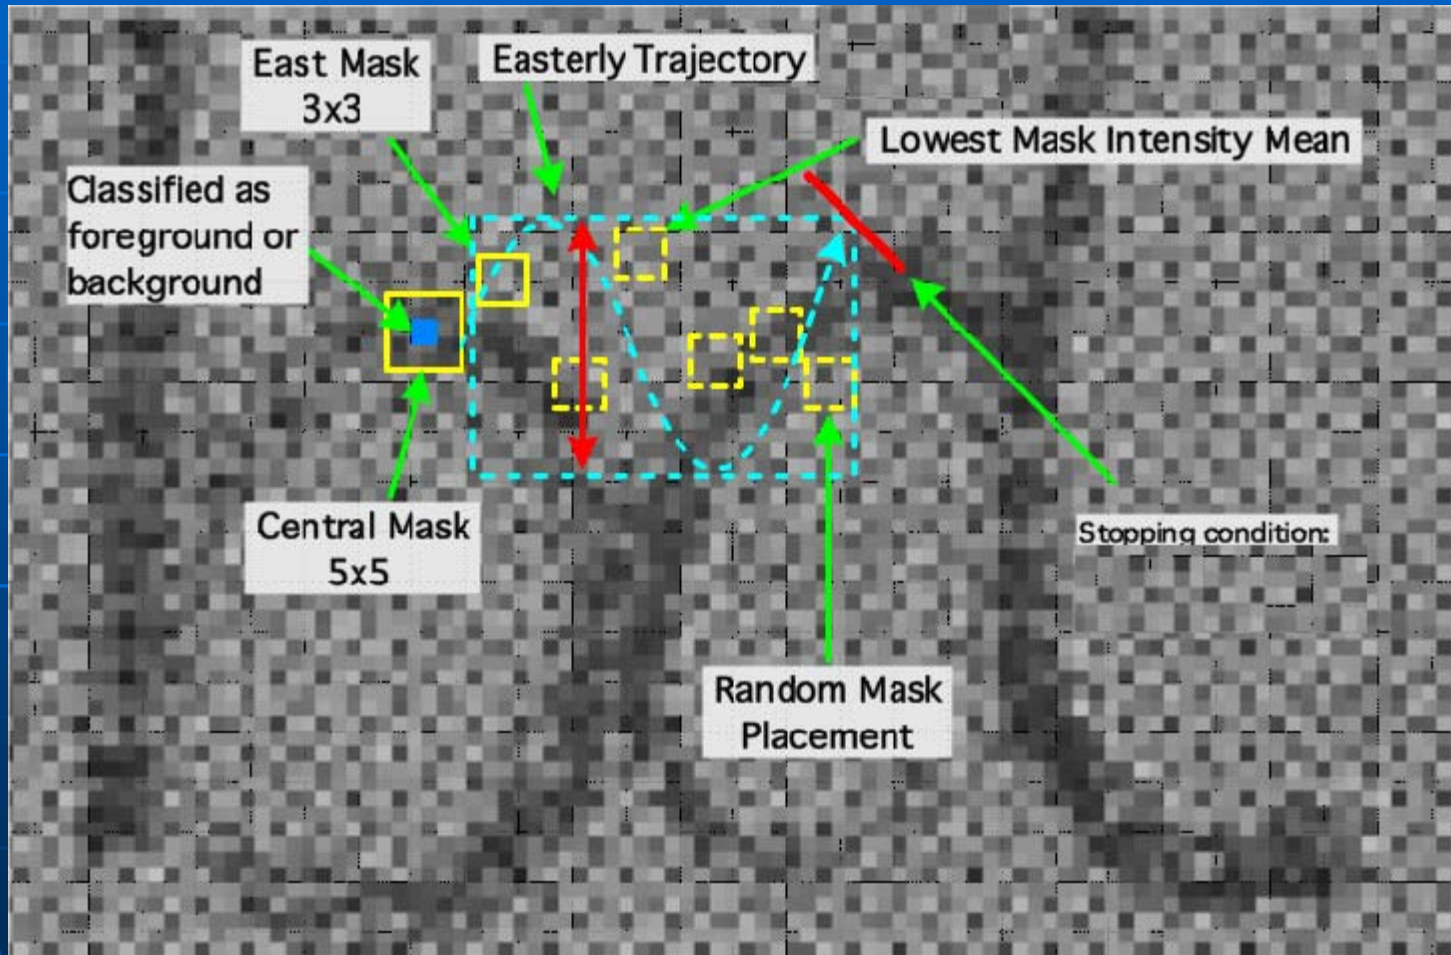 East Mask
3x3
Easterly Trajectory
Lowest Mask Intensity Mean
Classified as
foreground or
background
Central Mask
5x5
Stopping condition:
Random Mask
Placement